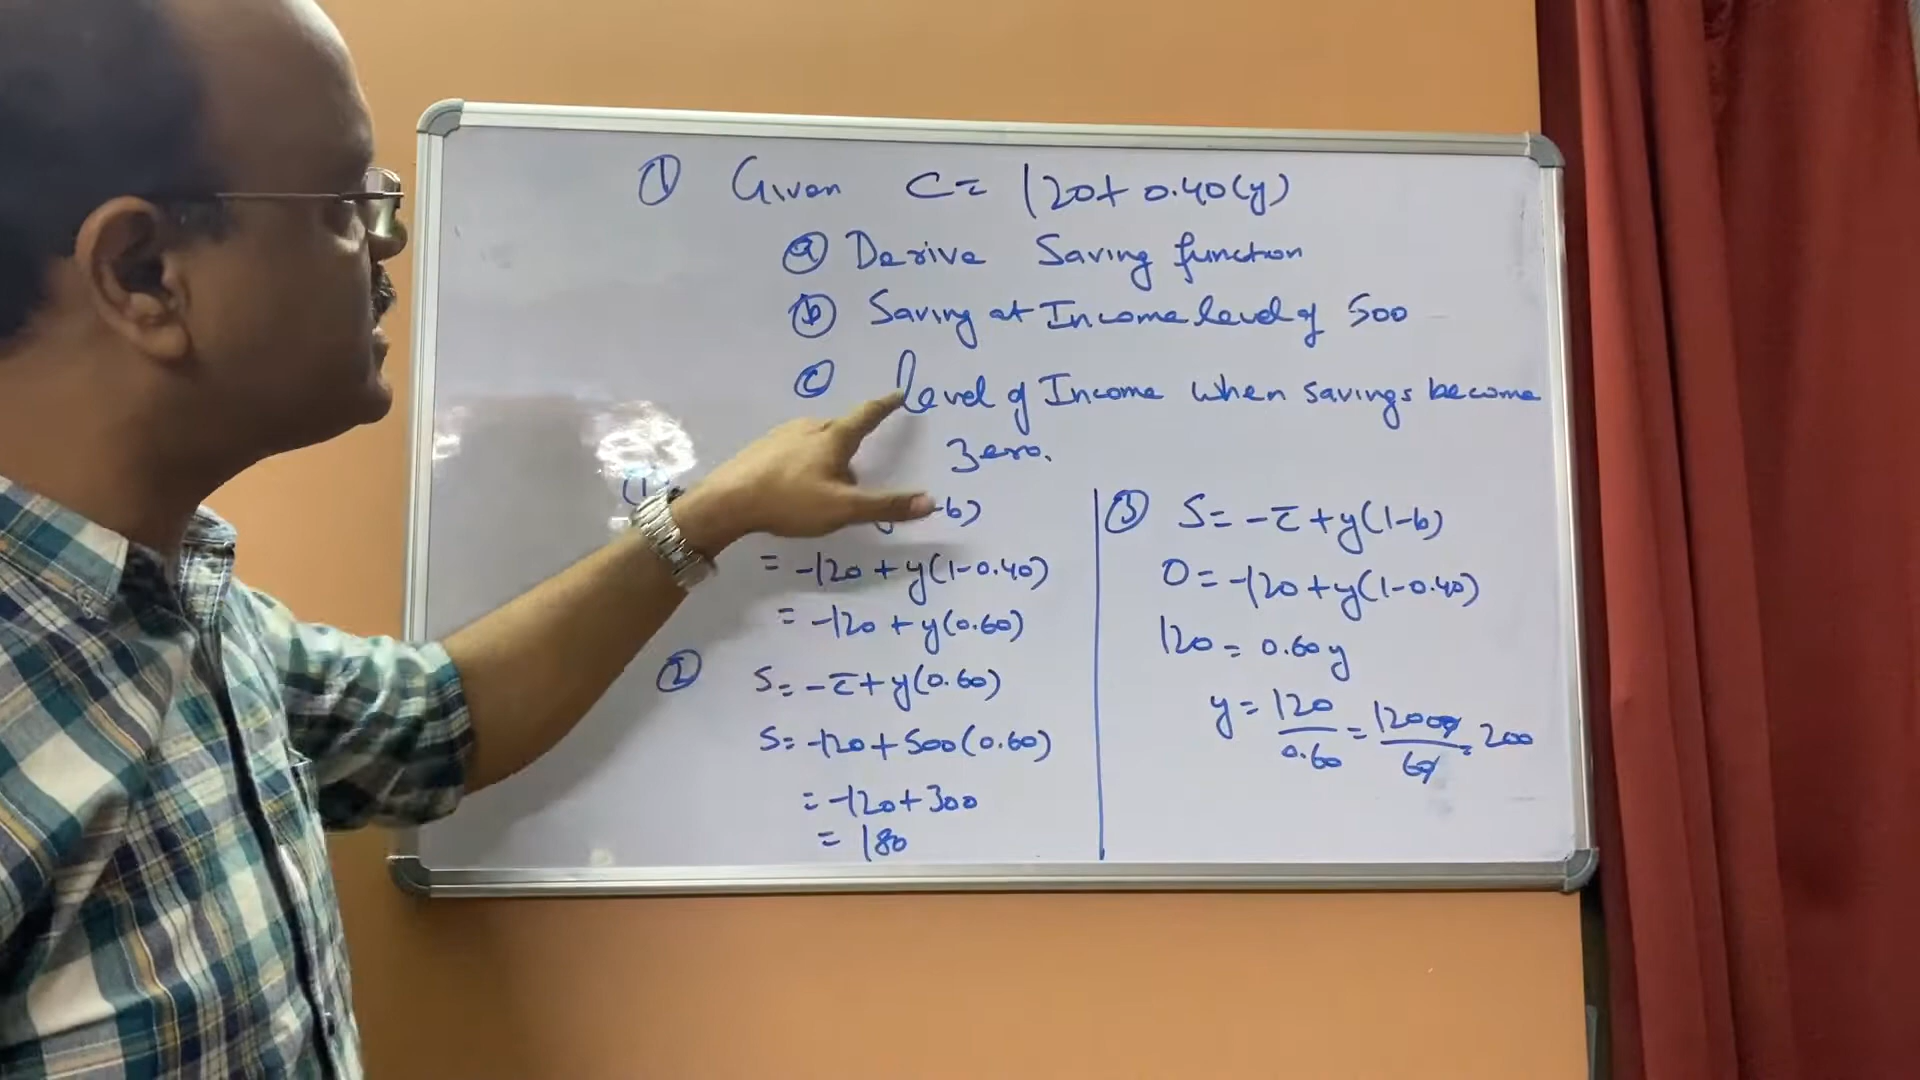 ① Given C = 120 + 0.40(y)
ⓐ Derive Saving function
ⓑ Saving at Income level of 500
ⓒ level of Income when savings become
zero.
-b)
= -120 + y(1-0.40)
= -120 + y(0.60)
② S = -c̄ + y(0.60)
S = -120 + 500(0.60)
= -120 + 300
= 180
③ S = -c̄ + y(1-b)
0 = -120 + y(1-0.40)
120 = 0.60y
y = 120/0.60 = 12000/60 = 200